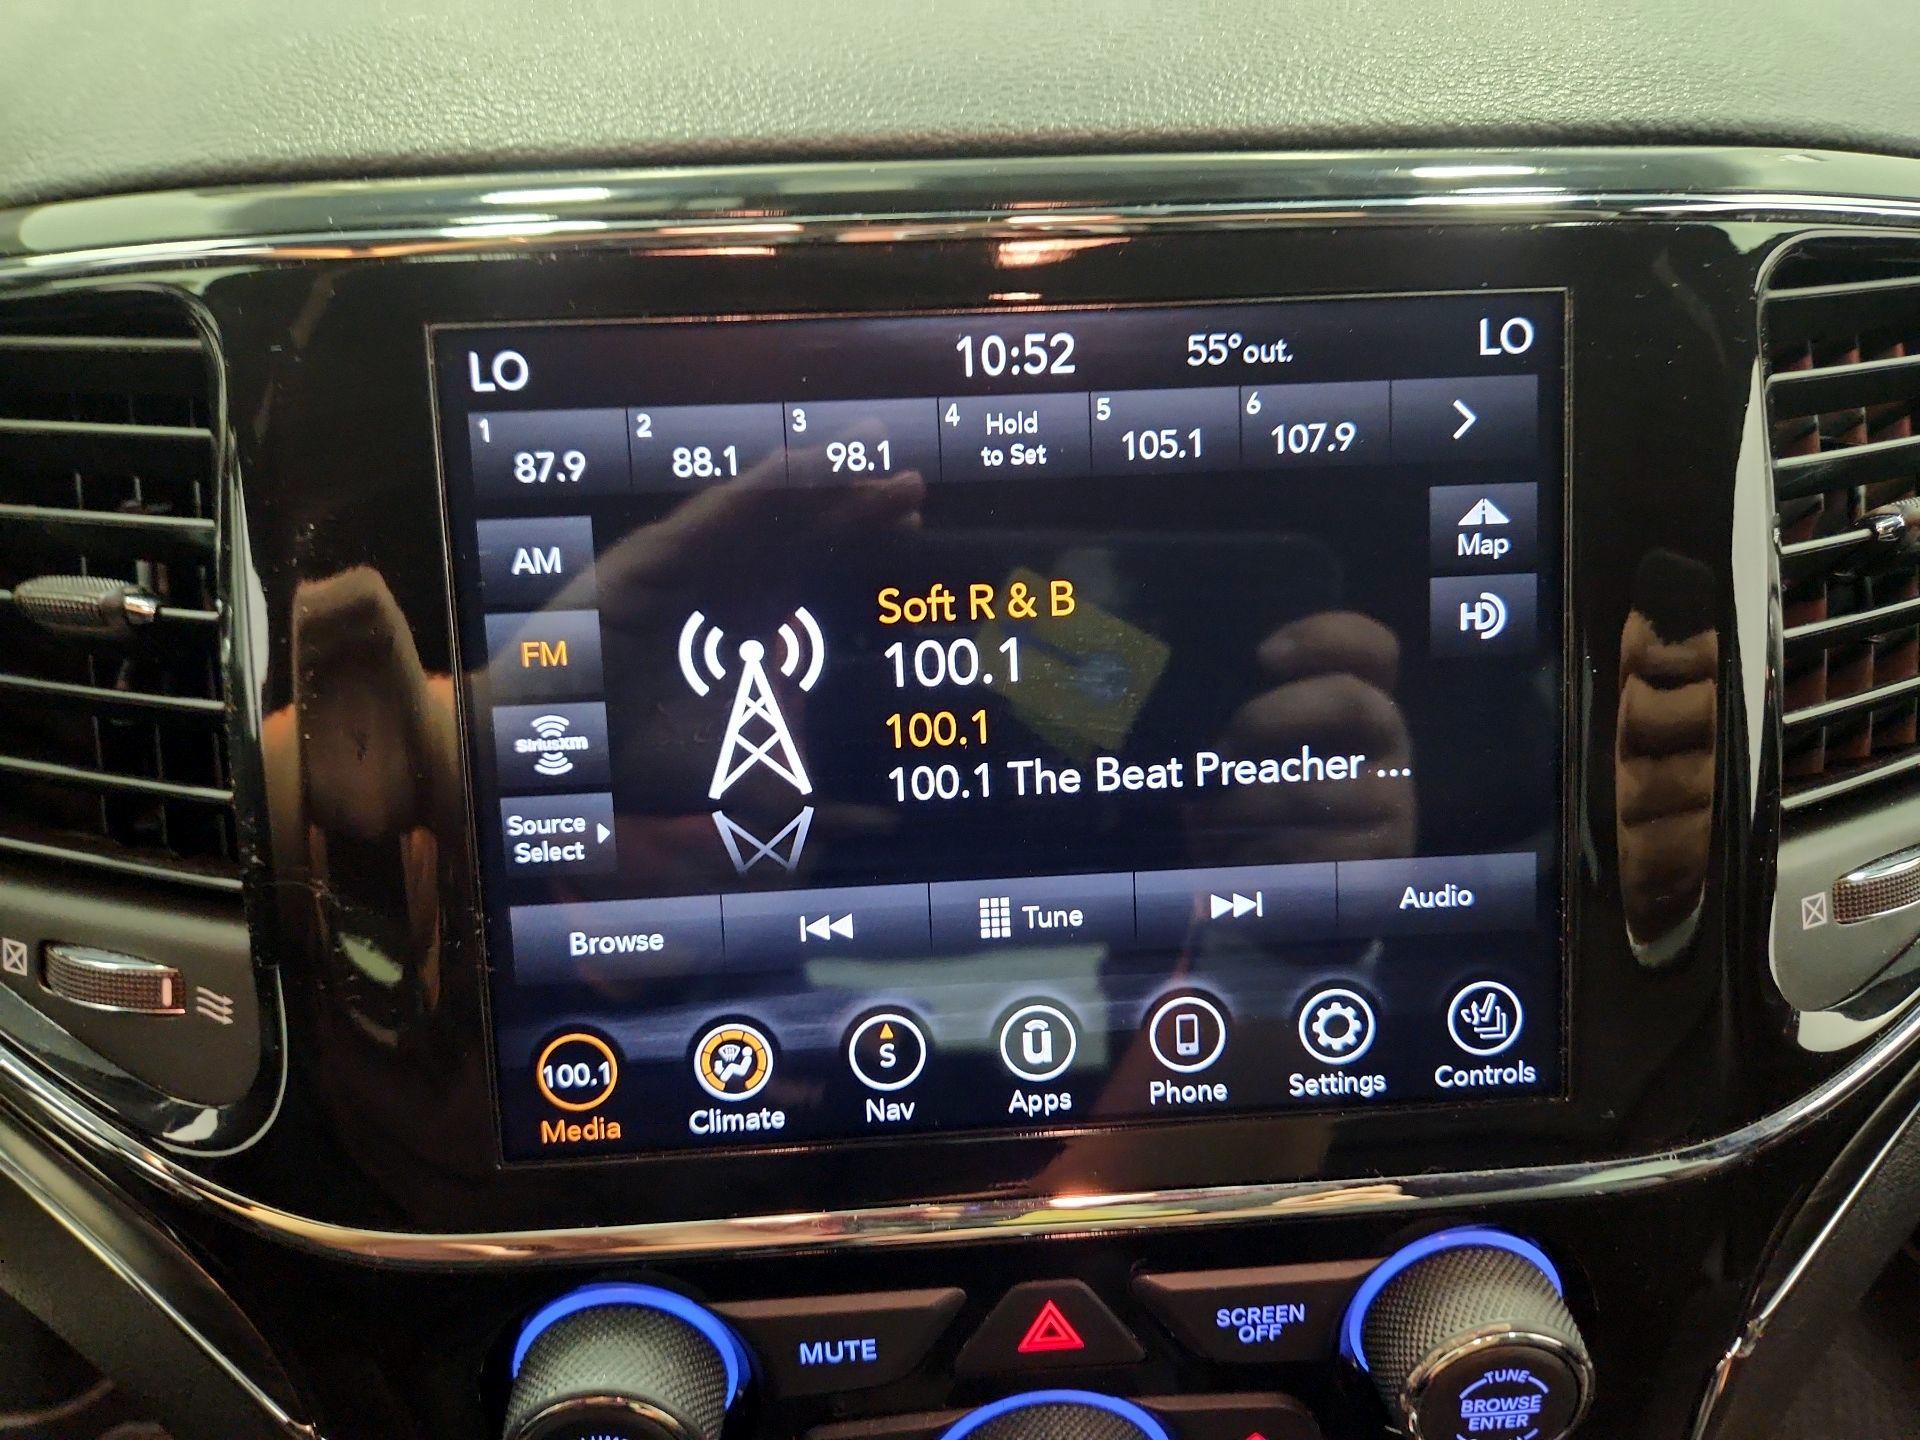 LO
10:52
55°out.
LO
1
87.9
2
88.1
3
98.1
4
Hold
to Set
5
105.1
6
107.9
AM
Map
FM
HD
SiriusXM
Source
Select
Soft R & B
100.1
100.1
100.1 The Beat Preacher ...
Browse
Tune
Audio
100.1
Media
Climate
S
Nav
u
Apps
Phone
Settings
Controls
MUTE
SCREEN
OFF
TUNE
BROWSE
ENTER